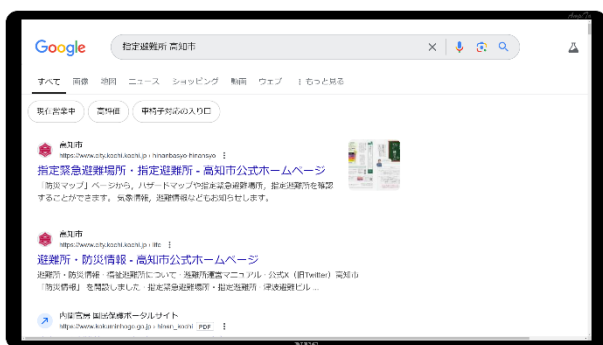 Google
指定避難所 高知市
すべて 画像 地図 ニュース ショッピング 動画 ウェブ ⋮もっと見る
現在営業中 高評価 車椅子対応の入り口
高知市
https://www.city.kochi.kochi.jp › hinanbasyo-hinansyo
指定緊急避難場所・指定避難所 - 高知市公式ホームページ
「防災マップ」ページから，ハザードマップや指定緊急避難場所，指定避難所を確認
することができます。気象情報，避難情報などもお知らせします。
高知市
https://www.city.kochi.kochi.jp › life
避難所・防災情報 - 高知市公式ホームページ
避難所・防災情報 · 福祉避難所について · 避難所運営マニュアル · 公式X（旧Twitter）高知市
「防災情報」を開設しました · 指定緊急避難場所・指定避難所 · 津波避難ビル ...
内閣官房 国民保護ポータルサイト
https://www.kokuminhogo.go.jp › hinan_kochi PDF
NEC